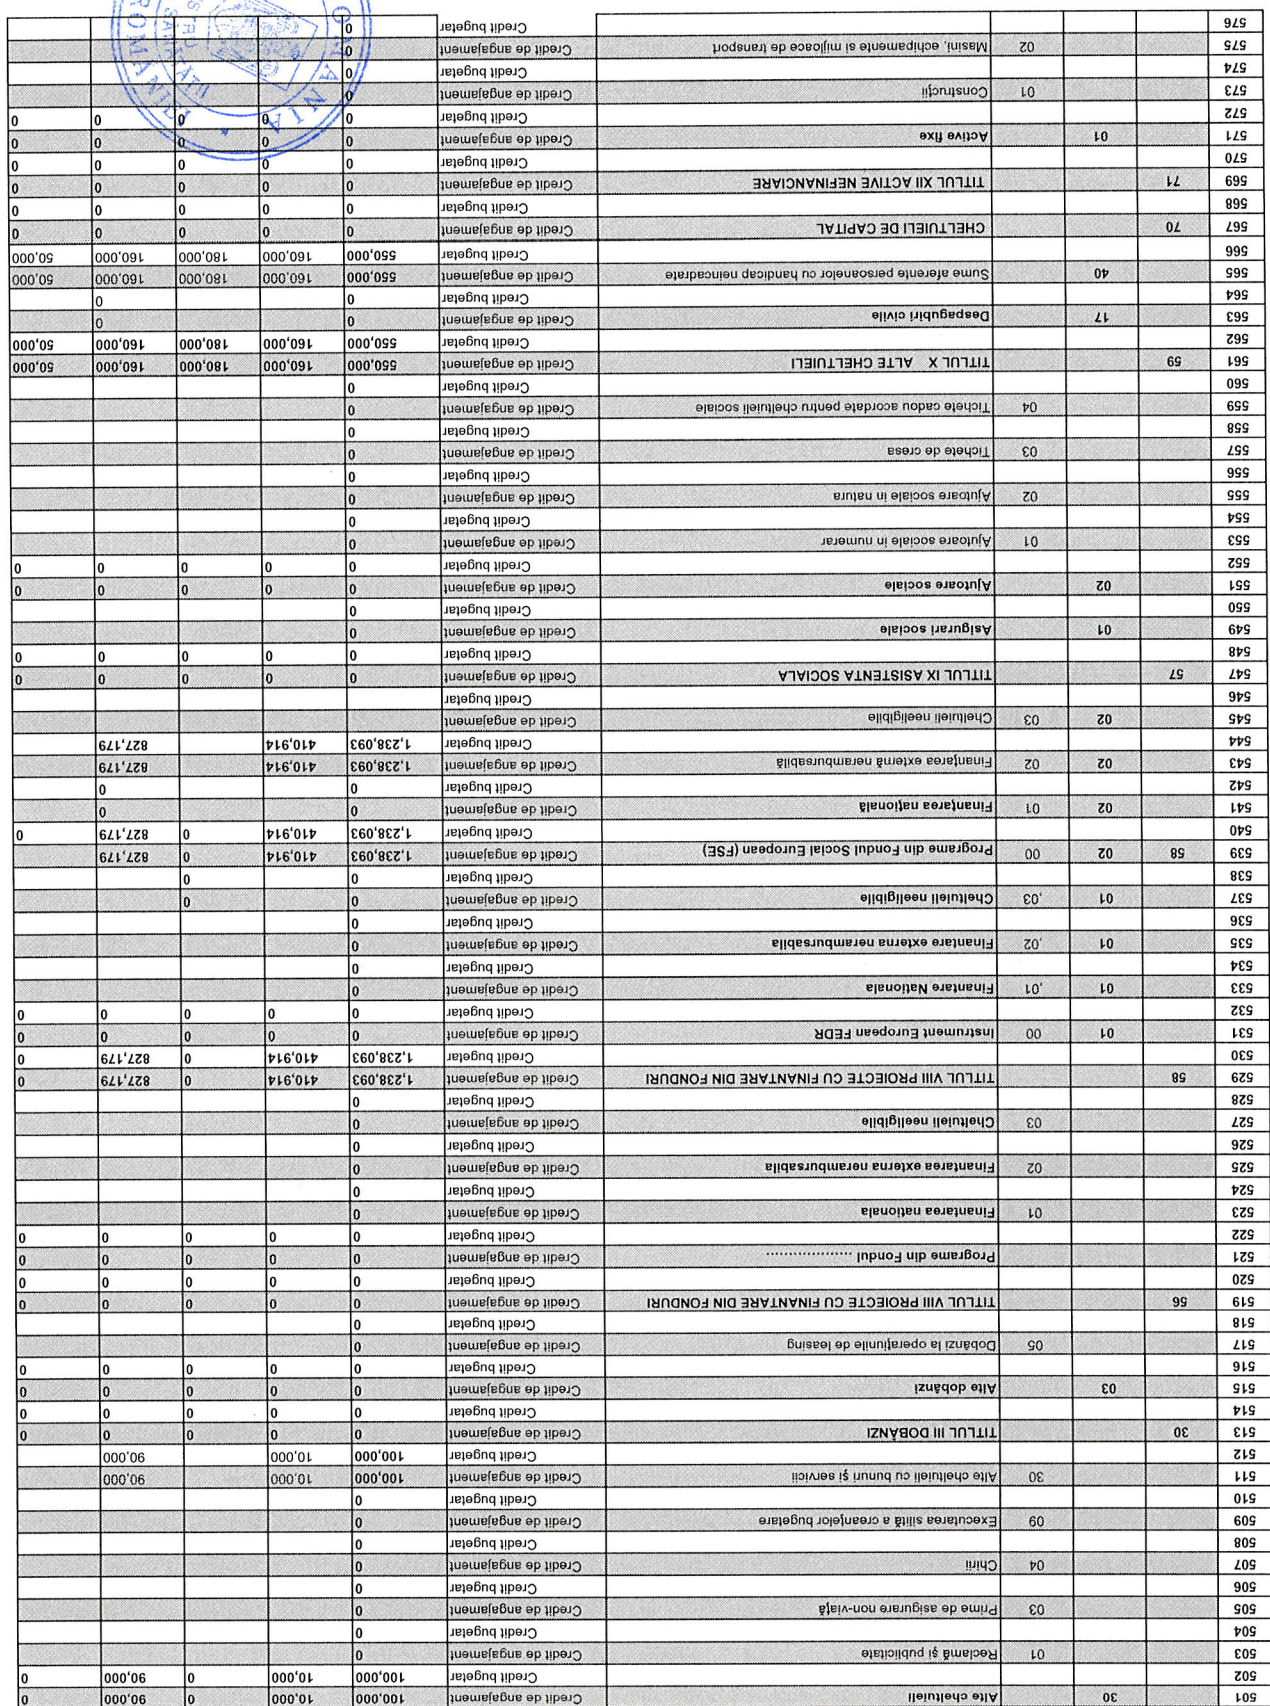 501 30 Alte cheltuieli Credit de angajament 100,000 10,000 0 90,000 0
502 Credit bugetar 100,000 10,000 0 90,000 0
503 01 Reclamă şi publicitate Credit de angajament 0
504 Credit bugetar 0
505 03 Prime de asigurare non-viaţă Credit de angajament 0
506 Credit bugetar 0
507 04 Chirii Credit de angajament 0
508 Credit bugetar 0
509 09 Executarea silită a creanţelor bugetare Credit de angajament 0
510 Credit bugetar 0
511 30 Alte cheltuieli cu bunuri şi servicii Credit de angajament 100,000 10,000 90,000
512 Credit bugetar 100,000 10,000 90,000
513 30 TITLUL III DOBÂNZI Credit de angajament 0 0 0 0 0
514 Credit bugetar 0 0 0 0 0
515 03 Alte dobânzi Credit de angajament 0 0 0 0 0
516 Credit bugetar 0 0 0 0 0
517 05 Dobânzi la operaţiunile de leasing Credit de angajament 0
518 Credit bugetar 0
519 56 TITLUL VIII PROIECTE CU FINANTARE DIN FONDURI Credit de angajament 0 0 0 0 0
520 Credit bugetar 0 0 0 0 0
521 Programe din Fondul .................. Credit de angajament 0 0 0 0 0
522 Credit bugetar 0 0 0 0 0
523 01 Finantarea nationala Credit de angajament 0
524 Credit bugetar 0
525 02 Finantarea externa nerambursabila Credit de angajament 0
526 Credit bugetar 0
527 03 Cheltuieli neeligibile Credit de angajament 0
528 Credit bugetar 0
529 58 TITLUL VIII PROIECTE CU FINANTARE DIN FONDURI Credit de angajament 1,238,093 410,914 0 827,179 0
530 Credit bugetar 1,238,093 410,914 0 827,179 0
531 01 00 Instrument European FEDR Credit de angajament 0 0 0 0 0
532 Credit bugetar 0 0 0 0 0
533 01 ,01 Finantare Nationala Credit de angajament 0
534 Credit bugetar 0
535 01 ,02 Finantare externa nerambursabila Credit de angajament 0
536 Credit bugetar 0
537 01 ,03 Cheltuieli neeligibile Credit de angajament 0 0
538 Credit bugetar 0 0
539 58 02 00 Programe din Fondul Social European (FSE) Credit de angajament 1,238,093 410,914 0 827,179
540 Credit bugetar 1,238,093 410,914 0 827,179 0
541 02 01 Finanţarea naţională Credit de angajament 0 0
542 Credit bugetar 0 0
543 02 02 Finanţarea externă nerambursabilă Credit de angajament 1,238,093 410,914 827,179
544 Credit bugetar 1,238,093 410,914 827,179
545 02 03 Cheltuieli neeligibile Credit de angajament
546 Credit bugetar
547 57 TITLUL IX ASISTENTA SOCIALA Credit de angajament 0 0 0 0 0
548 Credit bugetar 0 0 0 0 0
549 01 Asigurari sociale Credit de angajament 0
550 Credit bugetar 0
551 02 Ajutoare sociale Credit de angajament 0 0 0 0 0
552 Credit bugetar 0 0 0 0 0
553 01 Ajutoare sociale in numerar Credit de angajament 0
554 Credit bugetar 0
555 02 Ajutoare sociale in natura Credit de angajament 0
556 Credit bugetar 0
557 03 Tichete de cresa Credit de angajament 0
558 Credit bugetar 0
559 04 Tichete cadou acordate pentru cheltuieli sociale Credit de angajament 0
560 Credit bugetar 0
561 59 TITLUL X ALTE CHELTUIELI Credit de angajament 550,000 160,000 180,000 160,000 50,000
562 Credit bugetar 550,000 160,000 180,000 160,000 50,000
563 17 Despagubiri civile Credit de angajament 0 0
564 Credit bugetar 0 0
565 40 Sume aferente persoanelor cu handicap neincadrate Credit de angajament 550,000 160,000 180,000 160,000 50,000
566 Credit bugetar 550,000 160,000 180,000 160,000 50,000
567 70 CHELTUIELI DE CAPITAL Credit de angajament 0 0 0 0 0
568 Credit bugetar 0 0 0 0 0
569 71 TITLUL XII ACTIVE NEFINANCIARE Credit de angajament 0 0 0 0 0
570 Credit bugetar 0 0 0 0 0
571 01 Active fixe Credit de angajament 0 0 0 0 0
572 Credit bugetar 0 0 0 0 0
573 01 Construcţii Credit de angajament 0
574 Credit bugetar 0
575 02 Masini, echipamente si mijloace de transport Credit de angajament 0
576 Credit bugetar 0